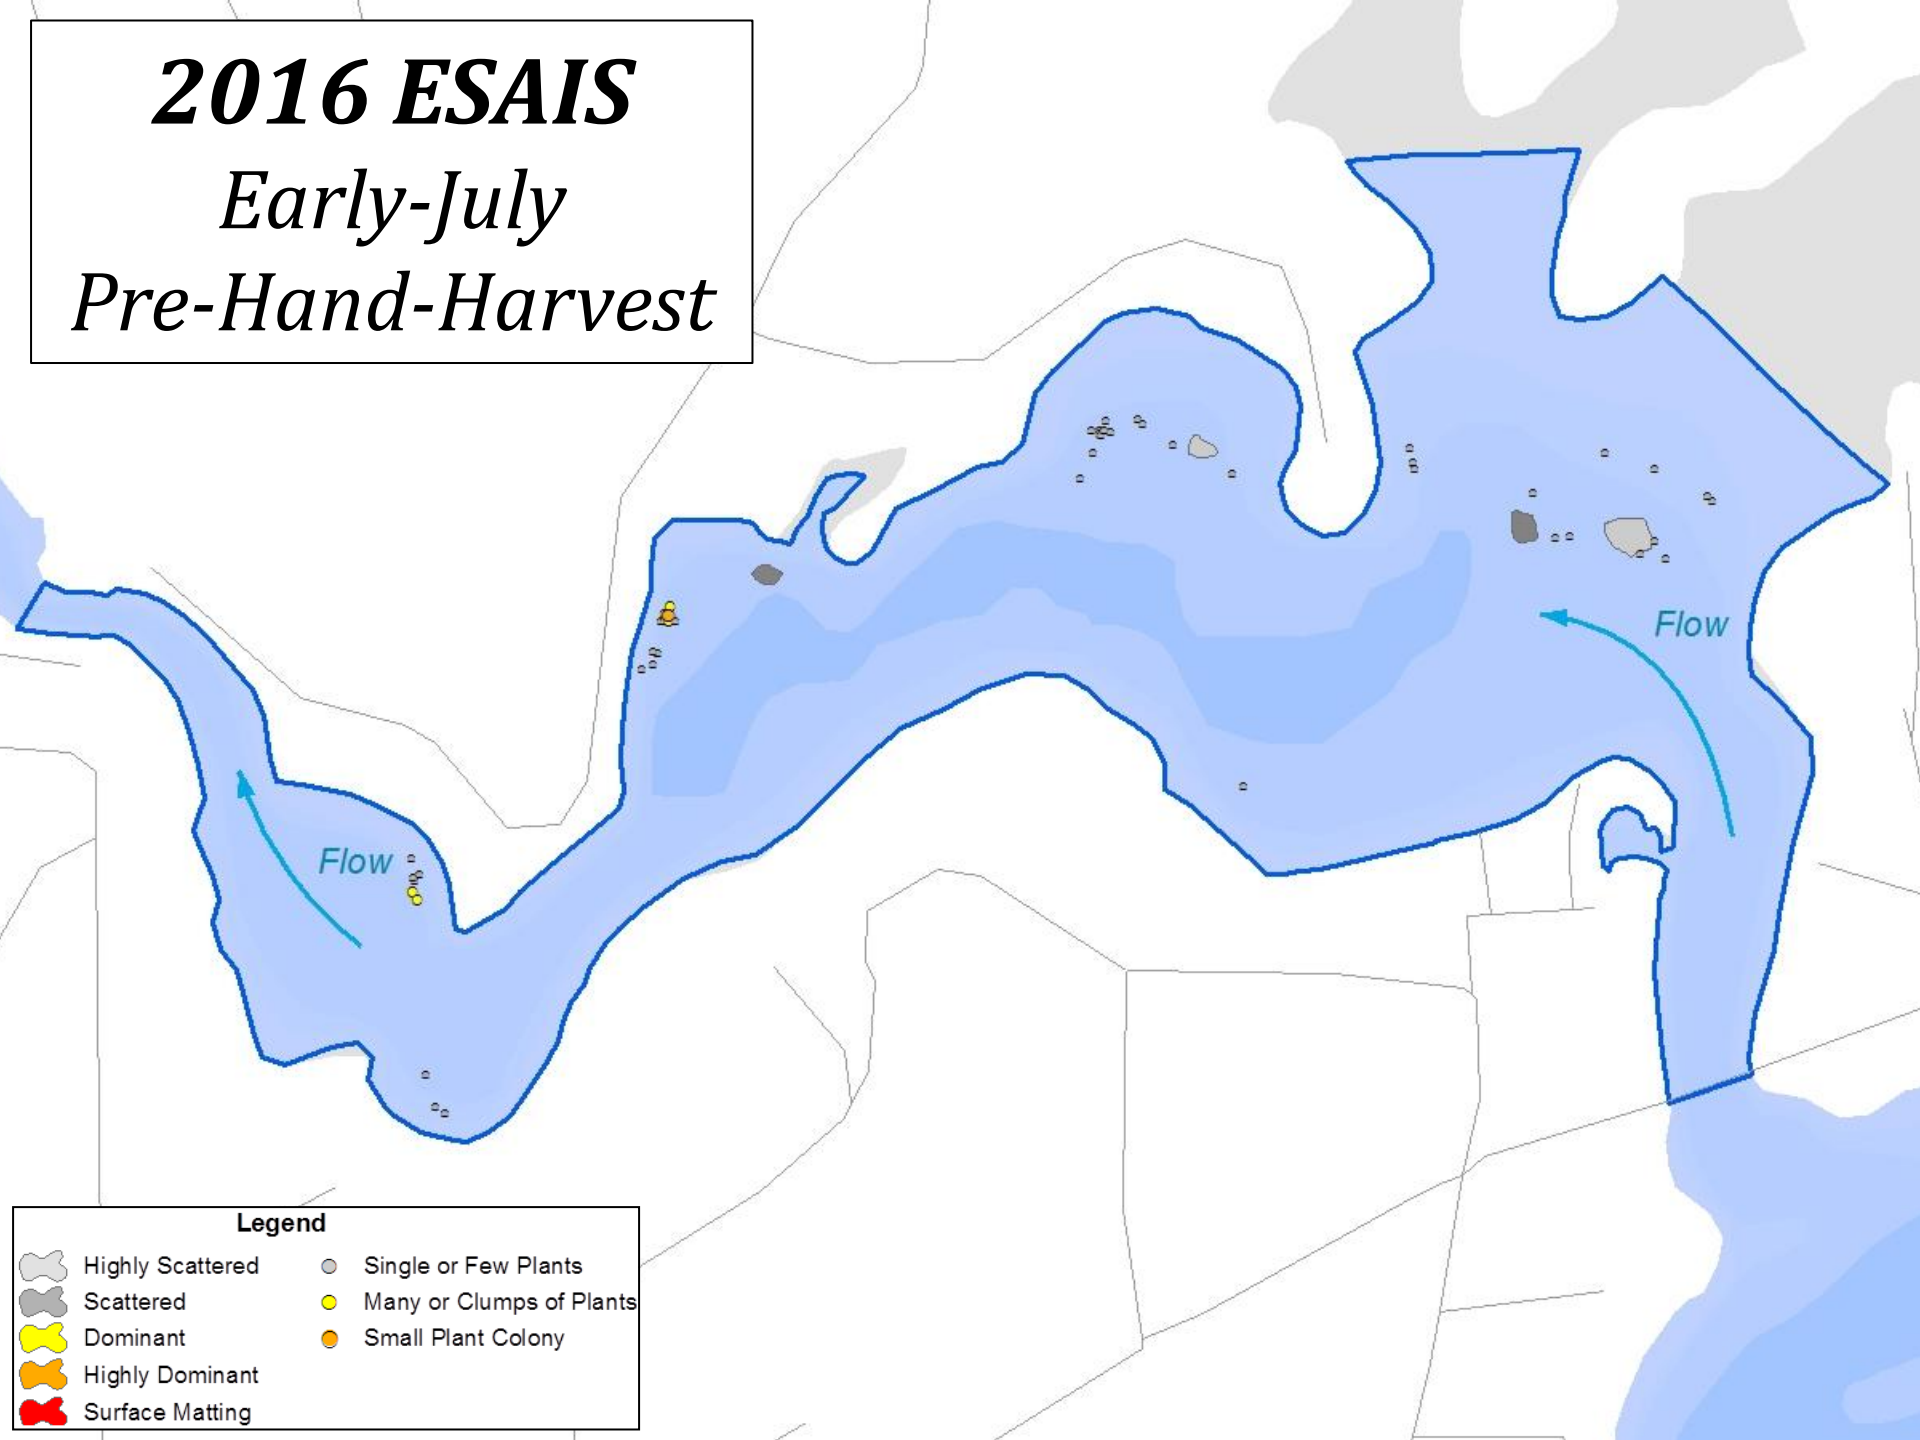 2016 ESAIS
Early-July
Pre-Hand-Harvest
Flow
Flow
Legend
Highly Scattered
Scattered
Dominant
Highly Dominant
Surface Matting
Single or Few Plants
Many or Clumps of Plants
Small Plant Colony